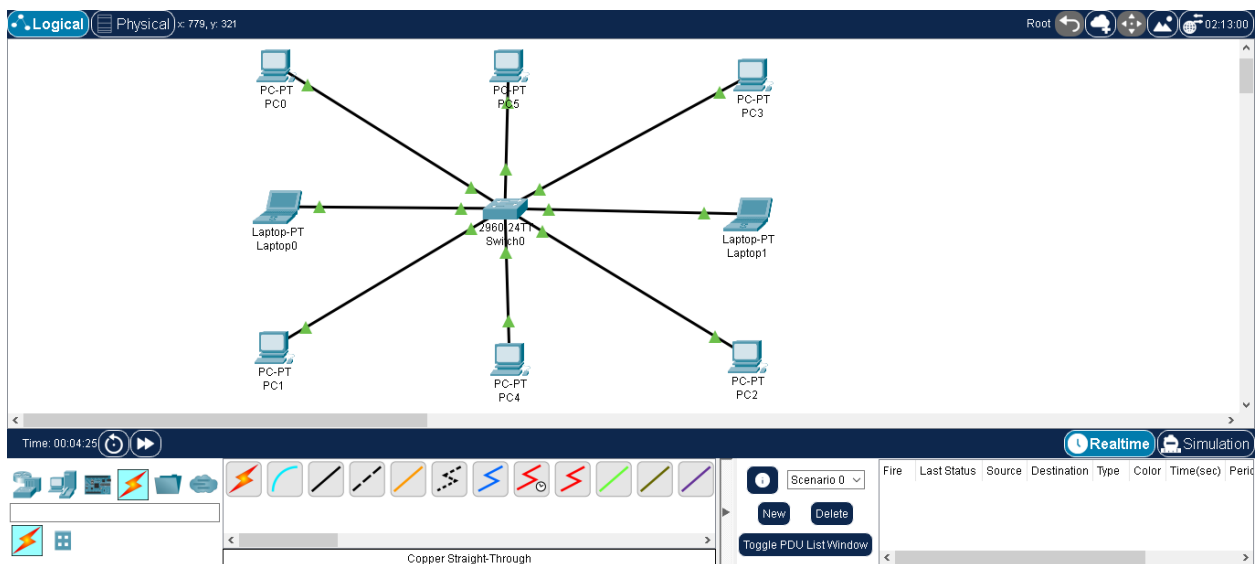 Logical Physical x: 779, y: 321 Root 02:13:00
PC-PT
PC0
PC-PT
PC5
PC-PT
PC3
Laptop-PT
Laptop0
2960-24TT
Switch0
Laptop-PT
Laptop1
PC-PT
PC1
PC-PT
PC4
PC-PT
PC2
Time: 00:04:25 Realtime Simulation
Scenario 0
New Delete
Toggle PDU List Window
Fire Last Status Source Destination Type Color Time(sec)
Copper Straight-Through